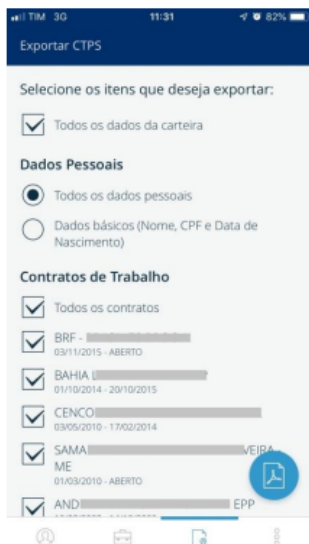 TIM 3G 11:31 82%
Exportar CTPS
Selecione os itens que deseja exportar:
Todos os dados da carteira
Dados Pessoais
Todos os dados pessoais
Dados básicos (Nome, CPF e Data de
Nascimento)
Contratos de Trabalho
Todos os contratos
BRF -
03/11/2015 - ABERTO
BAHIA
01/10/2014 - 20/10/2015
CENCO
03/05/2010 - 17/02/2014
SAMA VEIRA -
ME
01/03/2010 - ABERTO
AND EPP